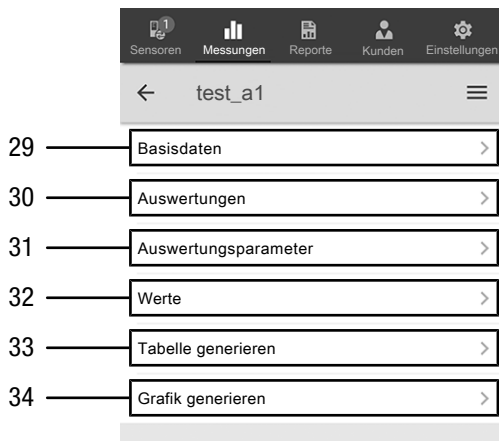 1
Sensoren Messungen Reporte Kunden Einstellungen
test_a1
29 Basisdaten
30 Auswertungen
31 Auswertungsparameter
32 Werte
33 Tabelle generieren
34 Grafik generieren